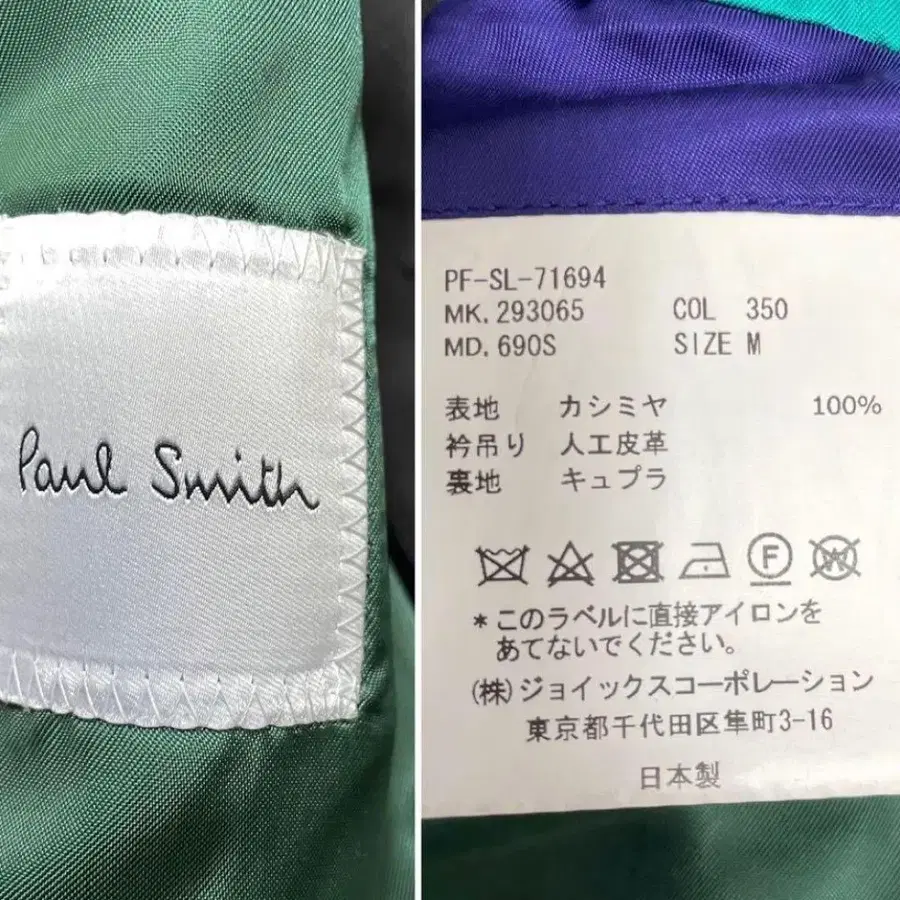 Paul Smith
PF-SL-71694
MK. 293065 COL 350
MD. 690S SIZE M
表地 カシミヤ 100%
衿吊り 人工皮革
裏地 キュプラ
F W
*このラベルに直接アイロンを
あてないでください。
(株)ジョイックスコーポレーション
東京都千代田区隼町3-16
日本製